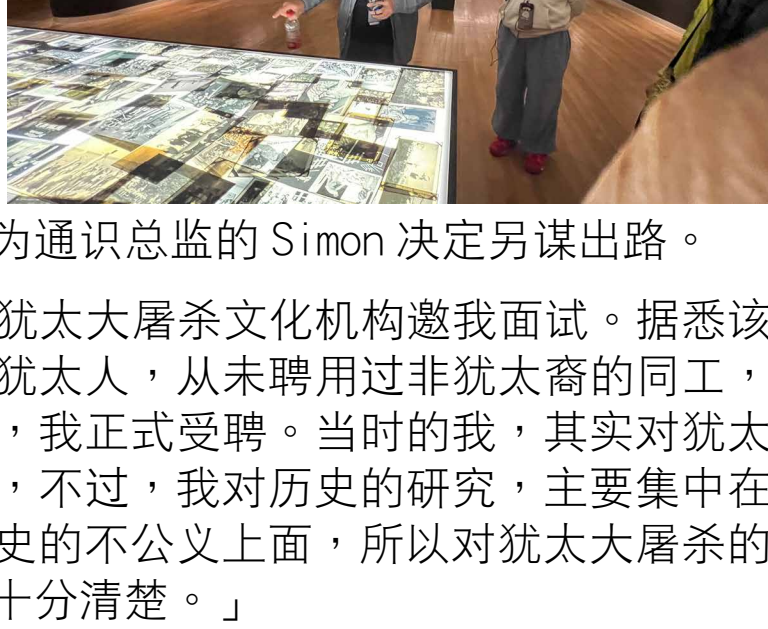 为通识总监的 Simon 决定另谋出路。
犹太大屠杀文化机构邀我面试。据悉该
犹太人，从未聘用过非犹太裔的同工，
，我正式受聘。当时的我，其实对犹太
，不过，我对历史的研究，主要集中在
史的不公义上面，所以对犹太大屠杀的
十分清楚。」